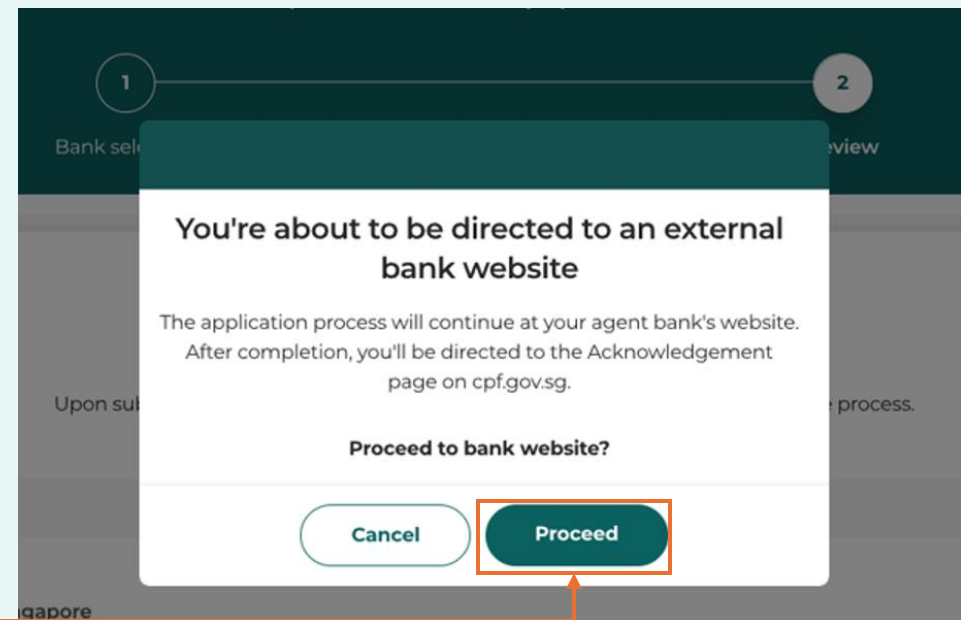 1
2
Bank sele
eview
You're about to be directed to an external
bank website
The application process will continue at your agent bank's website.
After completion, you'll be directed to the Acknowledgement
page on cpf.gov.sg.
Upon sub
process.
Proceed to bank website?
Cancel
Proceed
ngapore